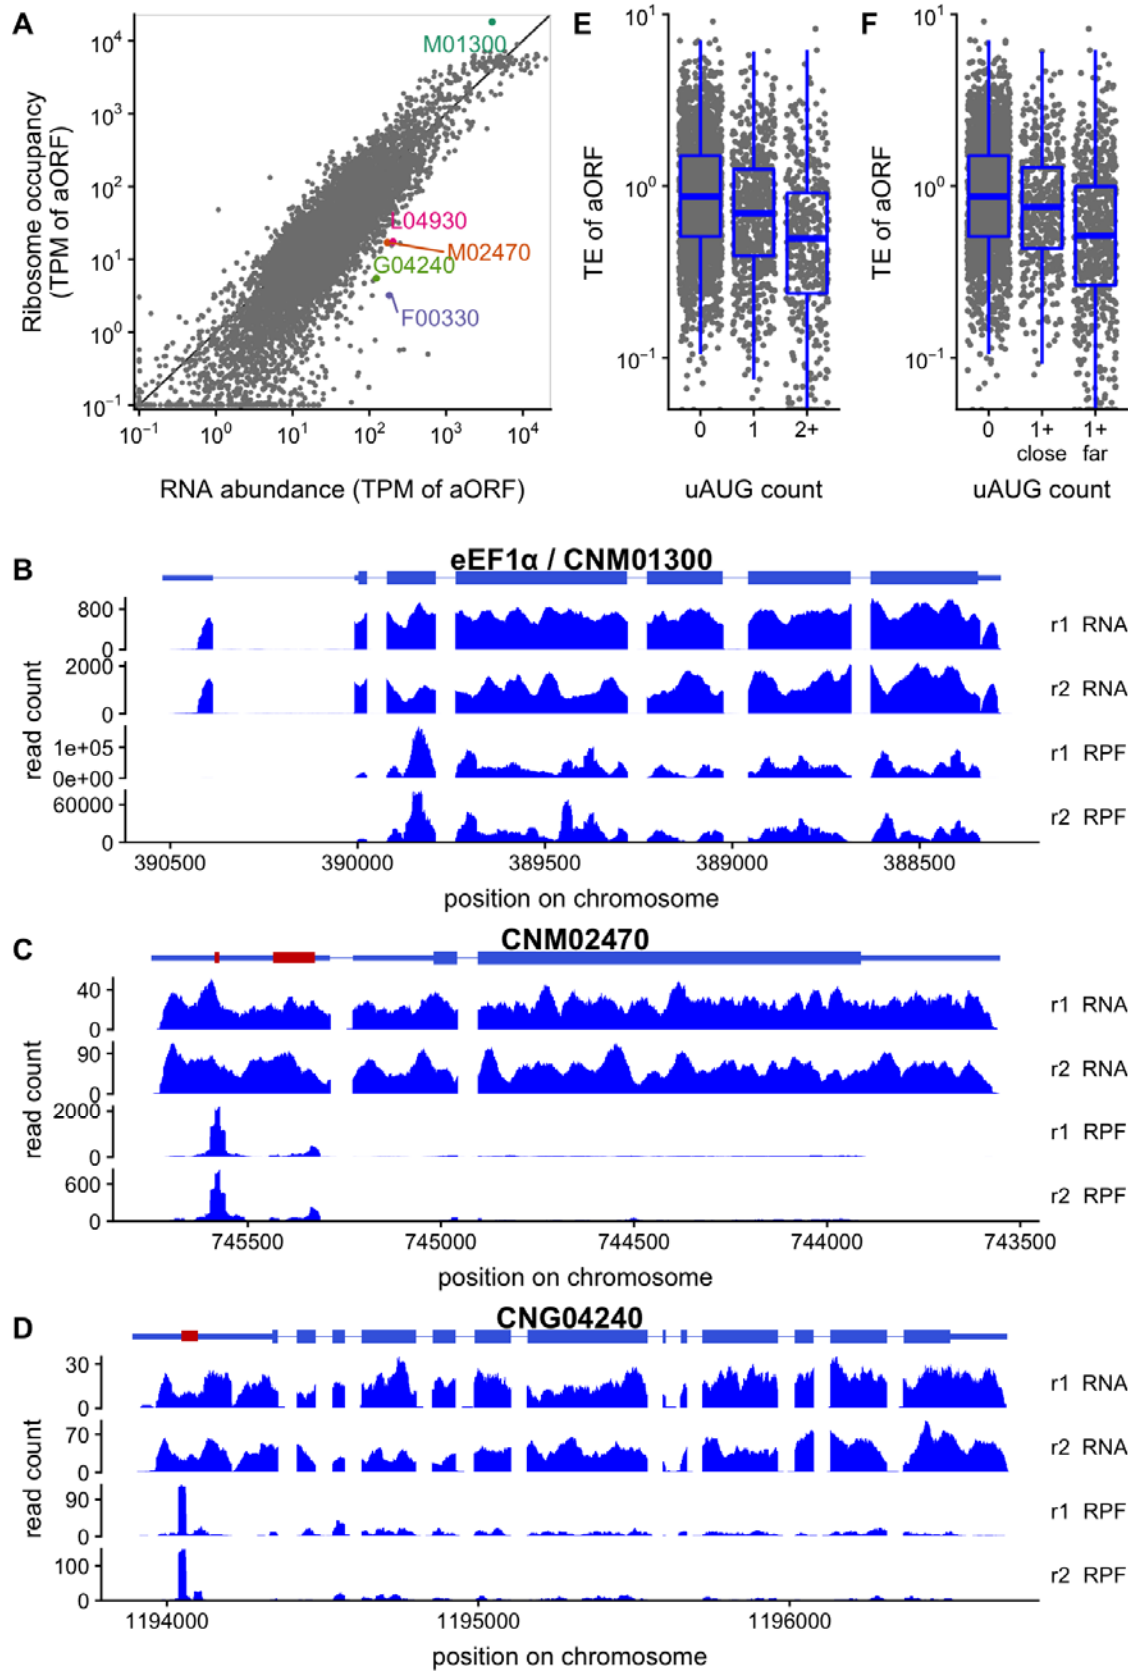 A
Ribosome occupancy
(TPM of aORF)
10⁴
10³
10²
10¹
10⁰
10⁻¹
M01300
L04930
M02470
G04240
F00330
10⁻¹ 10⁰ 10¹ 10² 10³ 10⁴
RNA abundance (TPM of aORF)
E
TE of aORF
10¹
10⁰
10⁻¹
0 1 2+
uAUG count
F
TE of aORF
10¹
10⁰
10⁻¹
0 1+ 1+
close far
uAUG count
B
eEF1α / CNM01300
read count
800
0
r1 RNA
2000
0
r2 RNA
1e+05
0e+00
r1 RPF
60000
0
r2 RPF
390500 390000 389500 389000 388500
position on chromosome
C
CNM02470
read count
40
0
r1 RNA
90
0
r2 RNA
2000
0
r1 RPF
600
0
r2 RPF
745500 745000 744500 744000 743500
position on chromosome
D
CNG04240
read count
30
0
r1 RNA
70
0
r2 RNA
90
0
r1 RPF
100
0
r2 RPF
1194000 1195000 1196000
position on chromosome